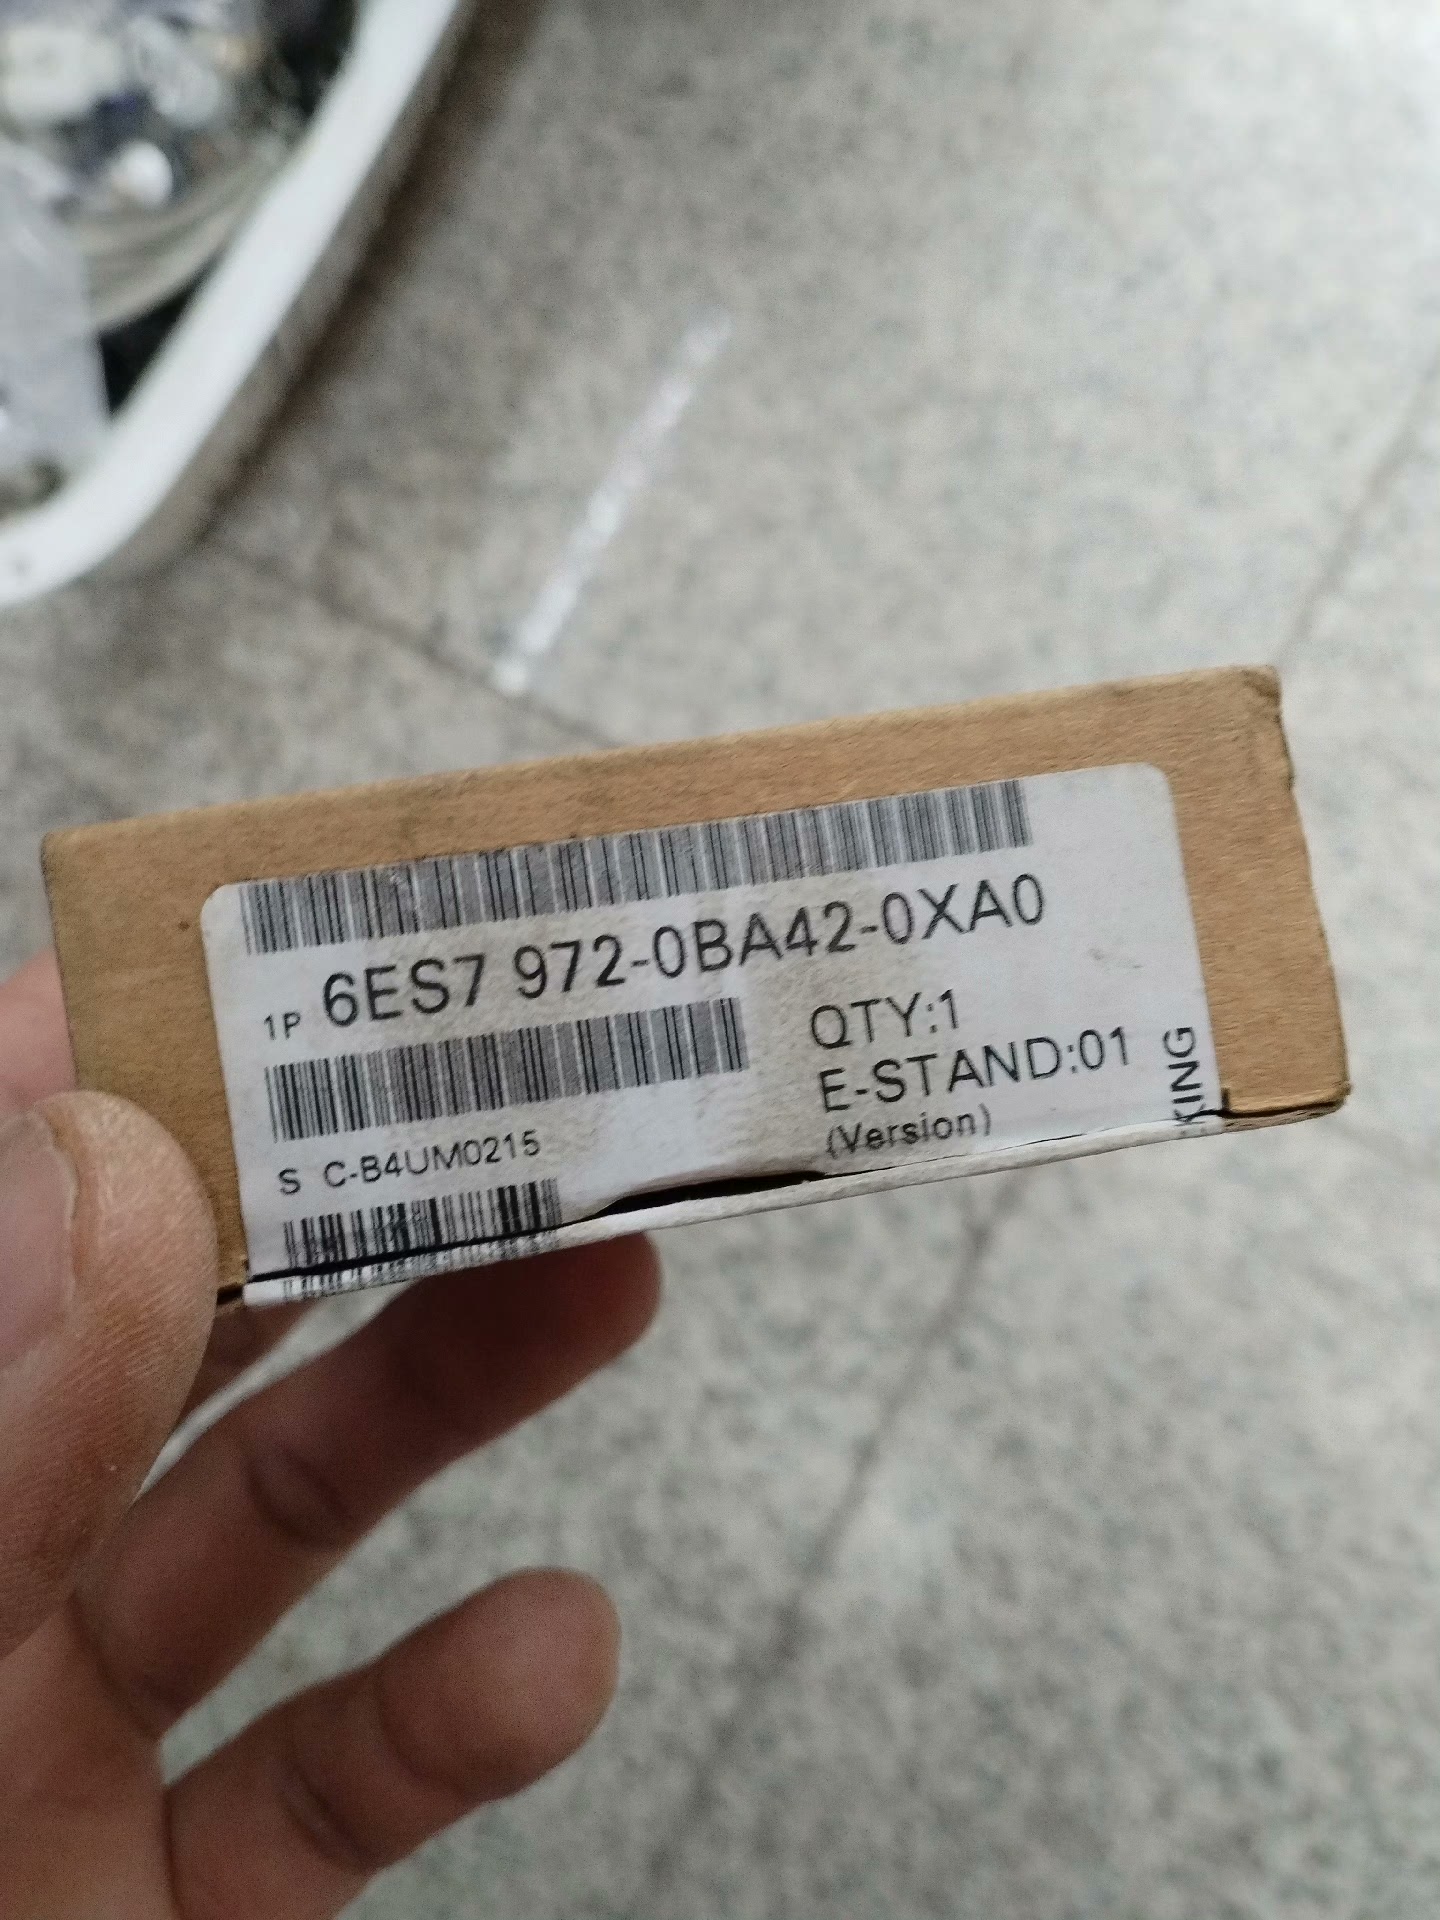 1P 6ES7 972-0BA42-0XA0
QTY:1
E-STAND:01
(Version)
S C-B4UM0215
KING